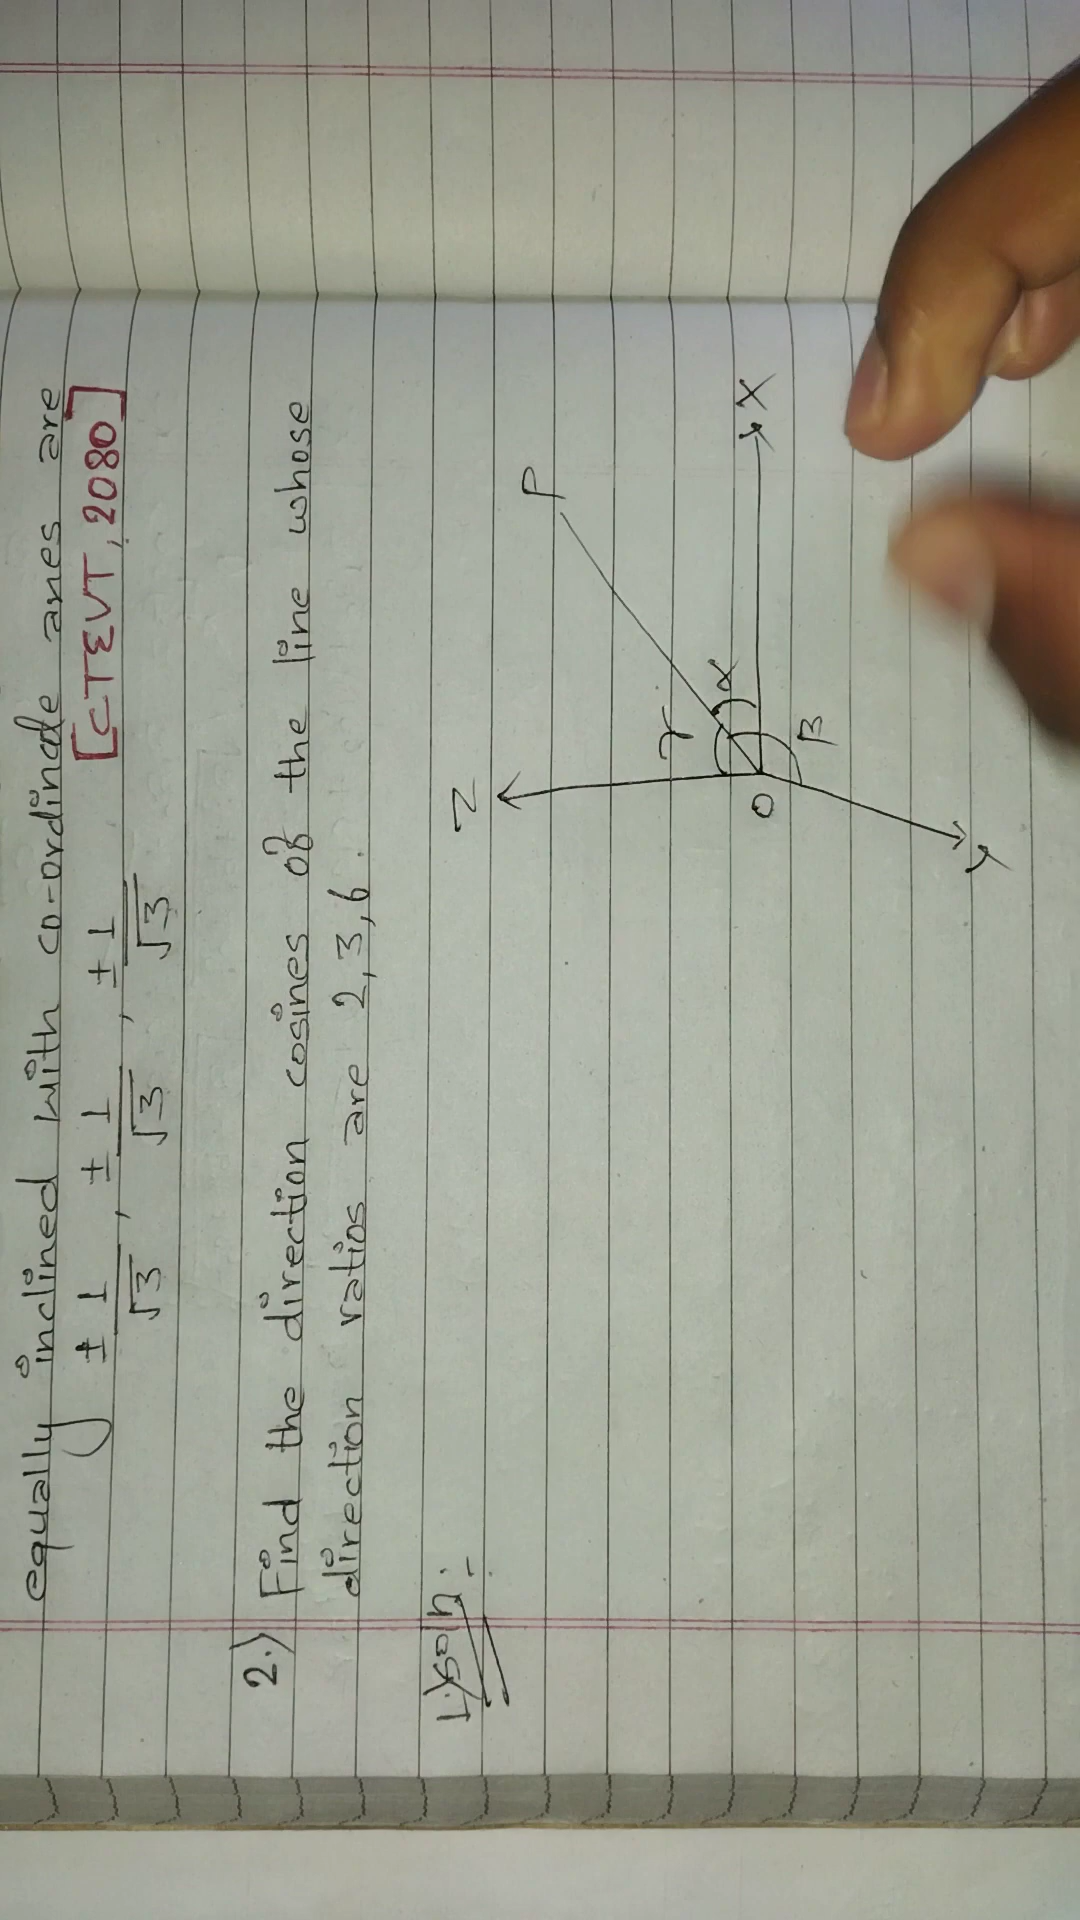 equally inclined with co-ordinate axes are
± 1/√3 , ± 1/√3 , ± 1/√3 [CTEVT, 2080]
2.) Find the direction cosines of the line whose
direction ratios are 2,3,6.
1.) Soln:-
Z
P
γ
α
X
O
β
Y